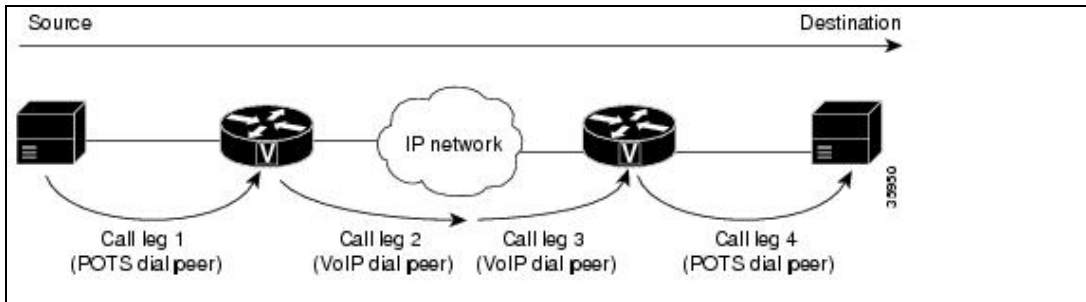 Source
Destination
V
IP network
V
35950
Call leg 1
(POTS dial peer)
Call leg 2
(VoIP dial peer)
Call leg 3
(VoIP dial peer)
Call leg 4
(POTS dial peer)